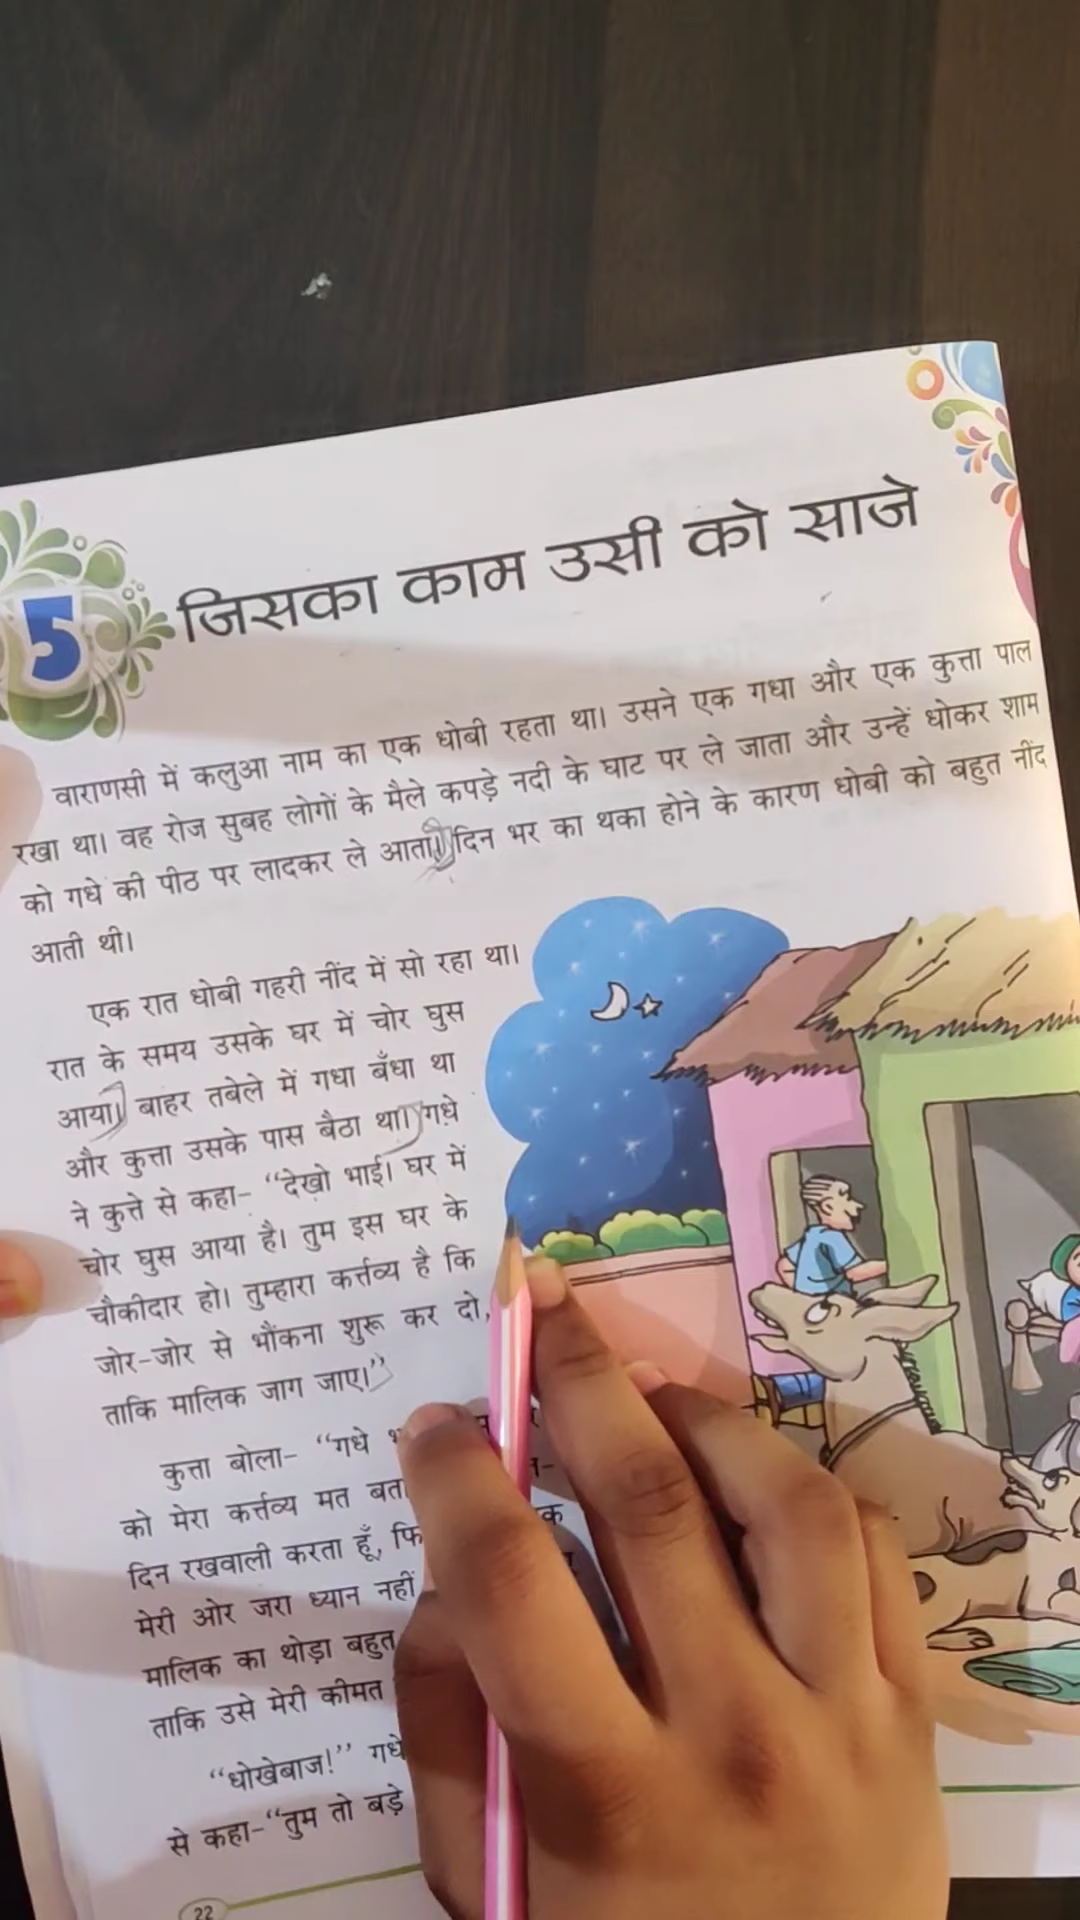 5
जिसका काम उसी को साजे
वाराणसी में कलुआ नाम का एक धोबी रहता था। उसने एक गधा और एक कुत्ता पाल
रखा था। वह रोज सुबह लोगों के मैले कपड़े नदी के घाट पर ले जाता और उन्हें धोकर शाम
को गधे की पीठ पर लादकर ले आता। दिन भर का थका होने के कारण धोबी को बहुत नींद
आती थी।
एक रात धोबी गहरी नींद में सो रहा था।
रात के समय उसके घर में चोर घुस
आया। बाहर तबेले में गधा बँधा था
और कुत्ता उसके पास बैठा था। गधे
ने कुत्ते से कहा- “देखो भाई। घर में
चोर घुस आया है। तुम इस घर के
चौकीदार हो। तुम्हारा कर्त्तव्य है कि
जोर-जोर से भौंकना शुरू कर दो,
ताकि मालिक जाग जाए।”
कुत्ता बोला- “गधे
को मेरा कर्त्तव्य मत
दिन रखवाली करता हूँ,
मेरी ओर जरा ध्यान नहीं
मालिक का थोड़ा बहुत
ताकि उसे मेरी कीमत
“धोखेबाज!” गधे
से कहा-“तुम तो बड़े
22